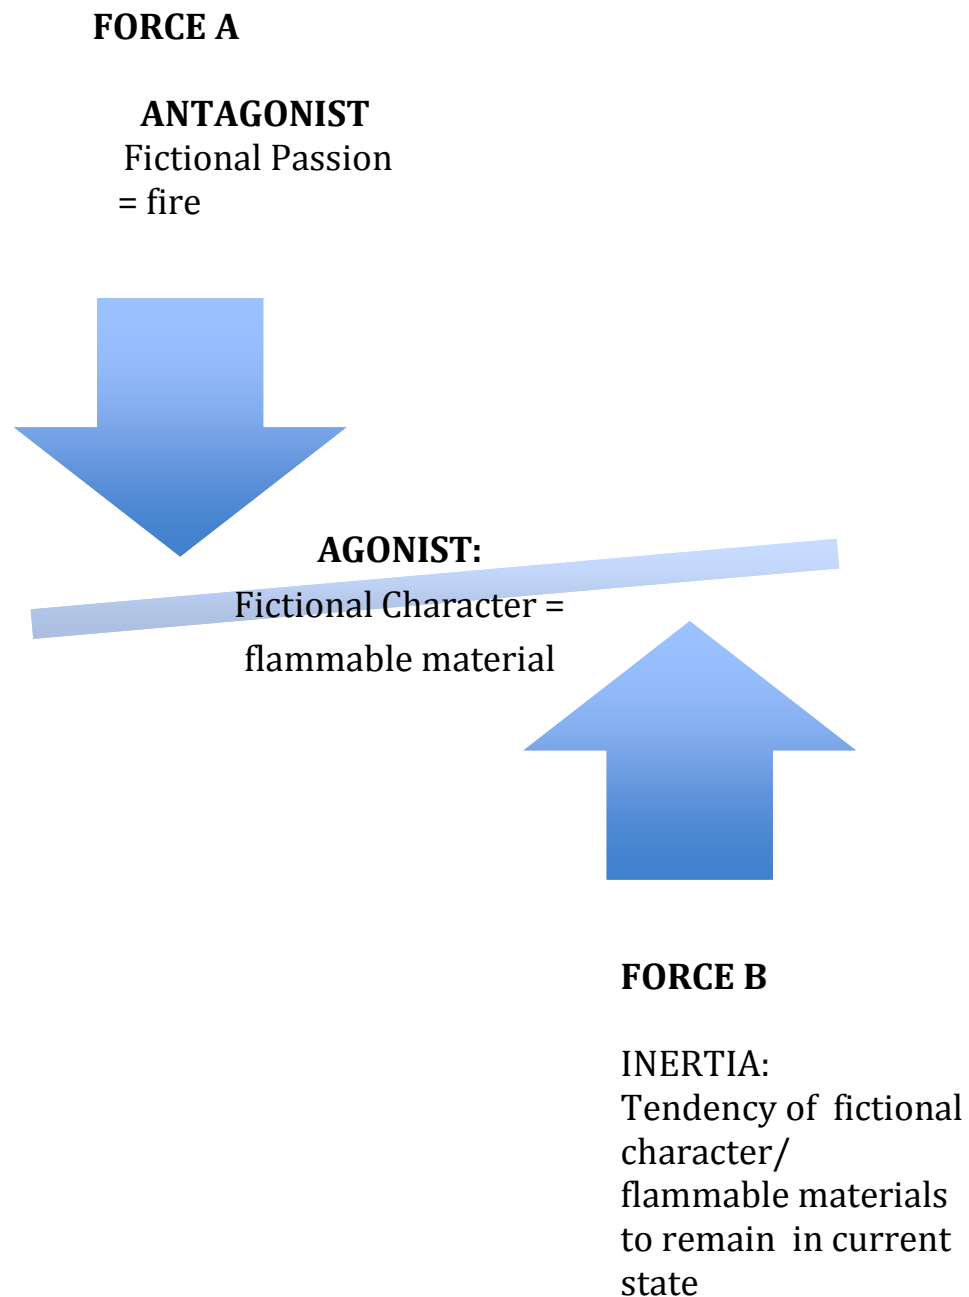 FORCE A
ANTAGONIST
Fictional Passion
= fire
AGONIST:
Fictional Character =
flammable material
FORCE B
INERTIA:
Tendency of fictional
character/
flammable materials
to remain in current
state